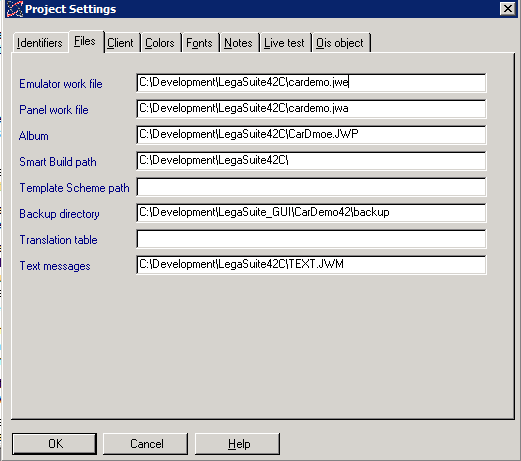 Project Settings
Identifiers Files Client Colors Fonts Notes Live test Ois object
Emulator work file C:\Development\LegaSuite42C\cardemo.jwe
Panel work file C:\Development\LegaSuite42C\cardemo.jwa
Album C:\Development\LegaSuite42C\CarDmoe.JWP
Smart Build path C:\Development\LegaSuite42C\
Template Scheme path
Backup directory C:\Development\LegaSuite_GUI\CarDemo42\backup
Translation table
Text messages C:\Development\LegaSuite42C\TEXT.JWM
OK Cancel Help